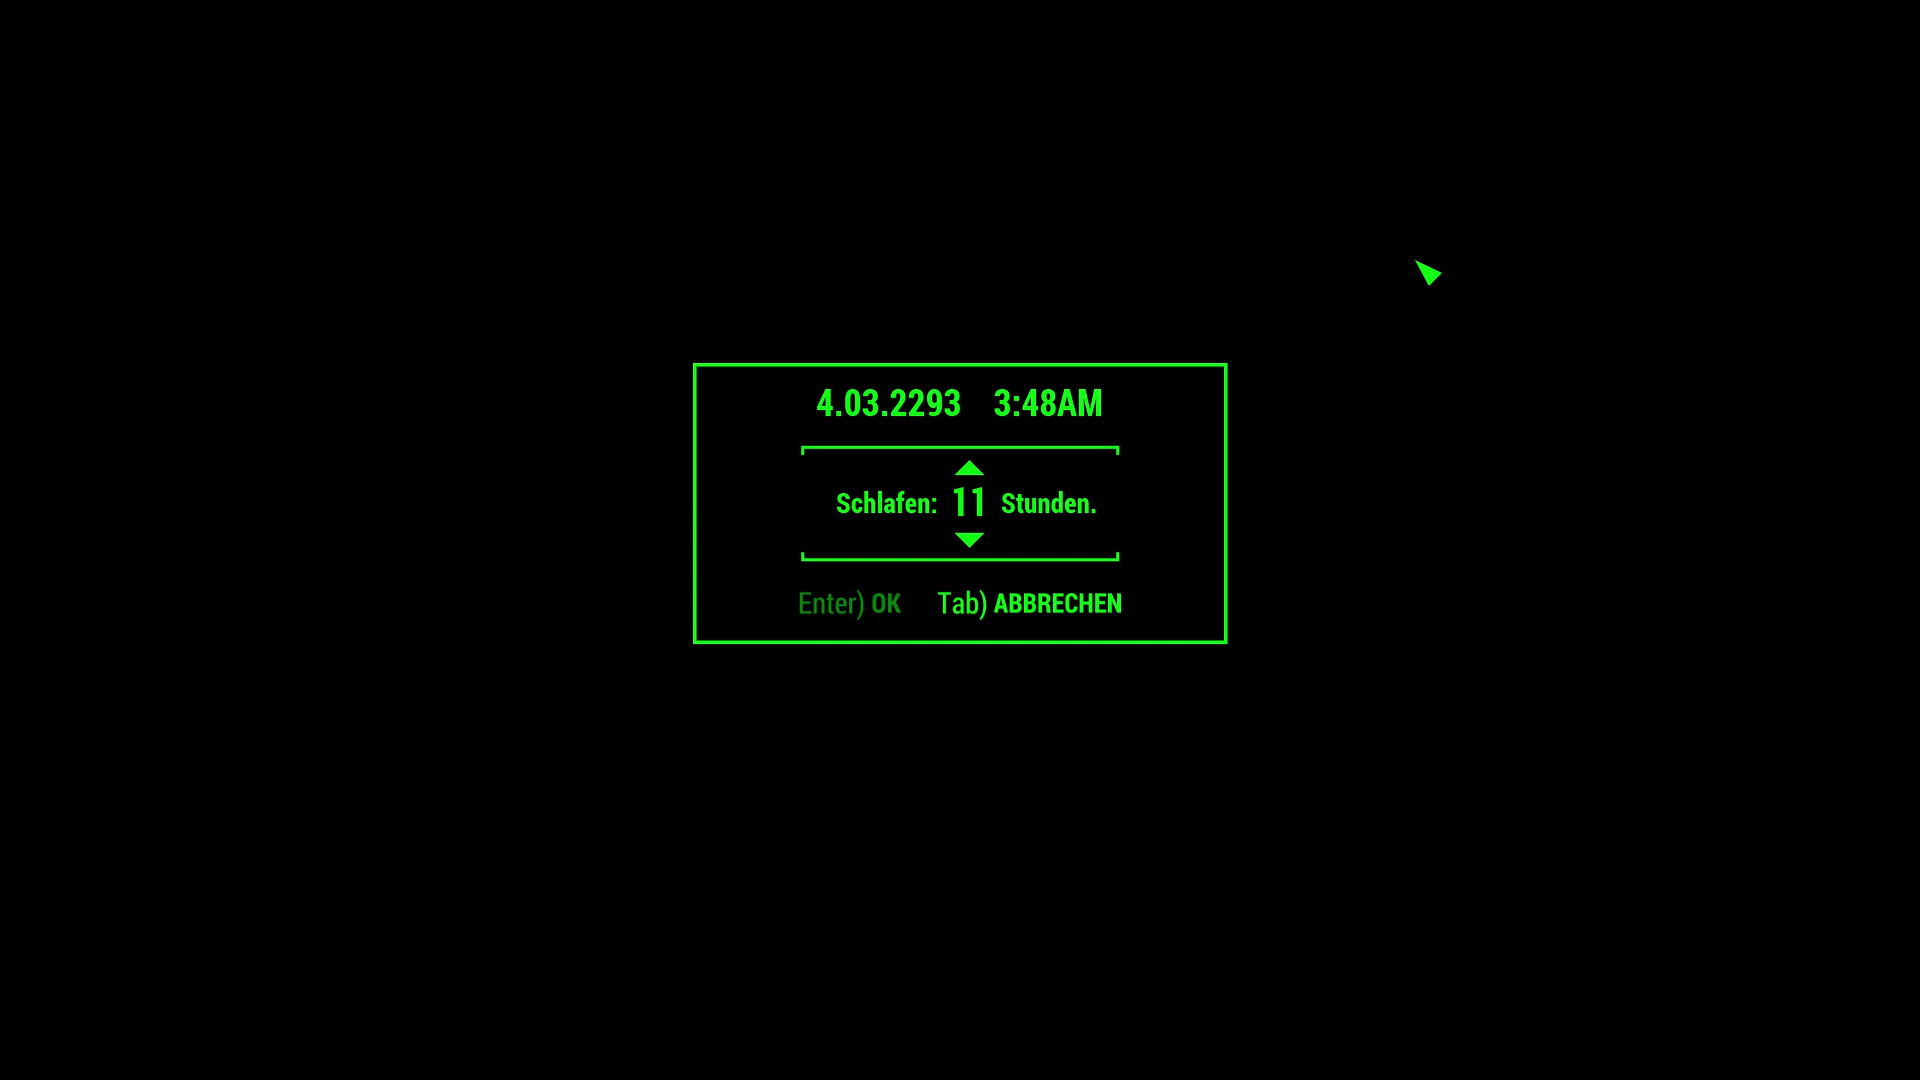 4.03.2293 3:48AM
Schlafen: 11 Stunden.
Enter) OK Tab) ABBRECHEN